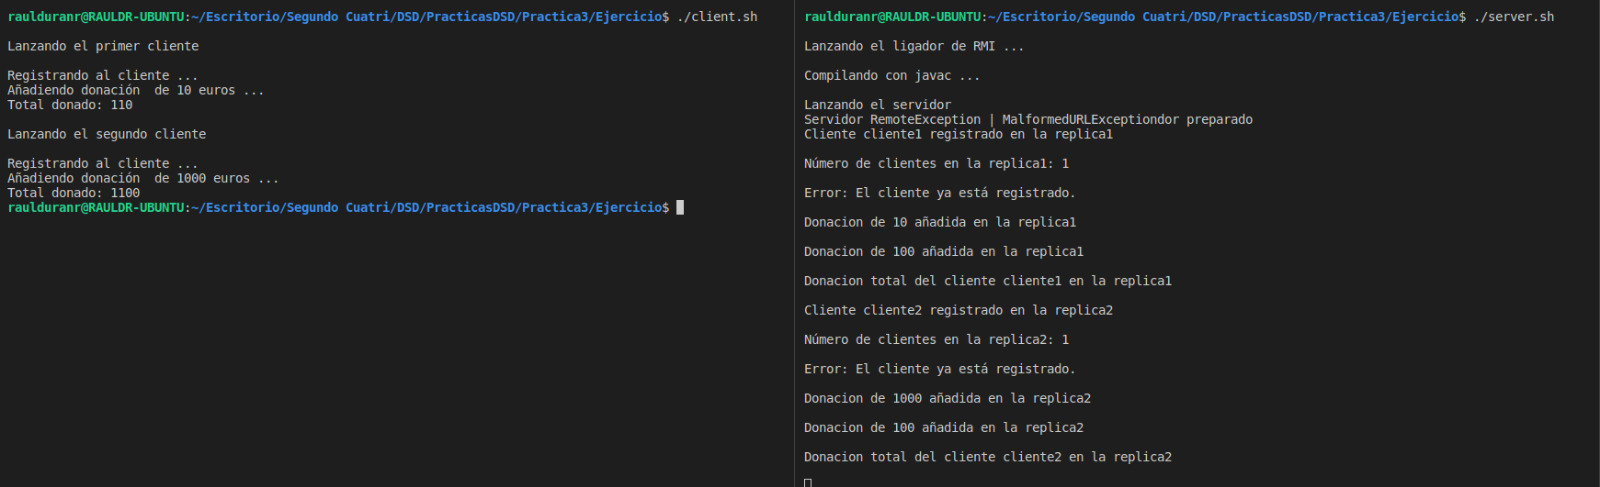 raulduranr@RAULDR-UBUNTU:~/Escritorio/Segundo Cuatri/DSD/PracticasDSD/Practica3/Ejercicio$ ./client.sh
Lanzando el primer cliente
Registrando al cliente ...
Añadiendo donación  de 10 euros ...
Total donado: 110
Lanzando el segundo cliente
Registrando al cliente ...
Añadiendo donación  de 1000 euros ...
Total donado: 1100
raulduranr@RAULDR-UBUNTU:~/Escritorio/Segundo Cuatri/DSD/PracticasDSD/Practica3/Ejercicio$
raulduranr@RAULDR-UBUNTU:~/Escritorio/Segundo Cuatri/DSD/PracticasDSD/Practica3/Ejercicio$ ./server.sh
Lanzando el ligador de RMI ...
Compilando con javac ...
Lanzando el servidor
Servidor RemoteException | MalformedURLExceptiondor preparado
Cliente cliente1 registrado en la replica1
Número de clientes en la replica1: 1
Error: El cliente ya está registrado.
Donacion de 10 añadida en la replica1
Donacion de 100 añadida en la replica1
Donacion total del cliente cliente1 en la replica1
Cliente cliente2 registrado en la replica2
Número de clientes en la replica2: 1
Error: El cliente ya está registrado.
Donacion de 1000 añadida en la replica2
Donacion de 100 añadida en la replica2
Donacion total del cliente cliente2 en la replica2